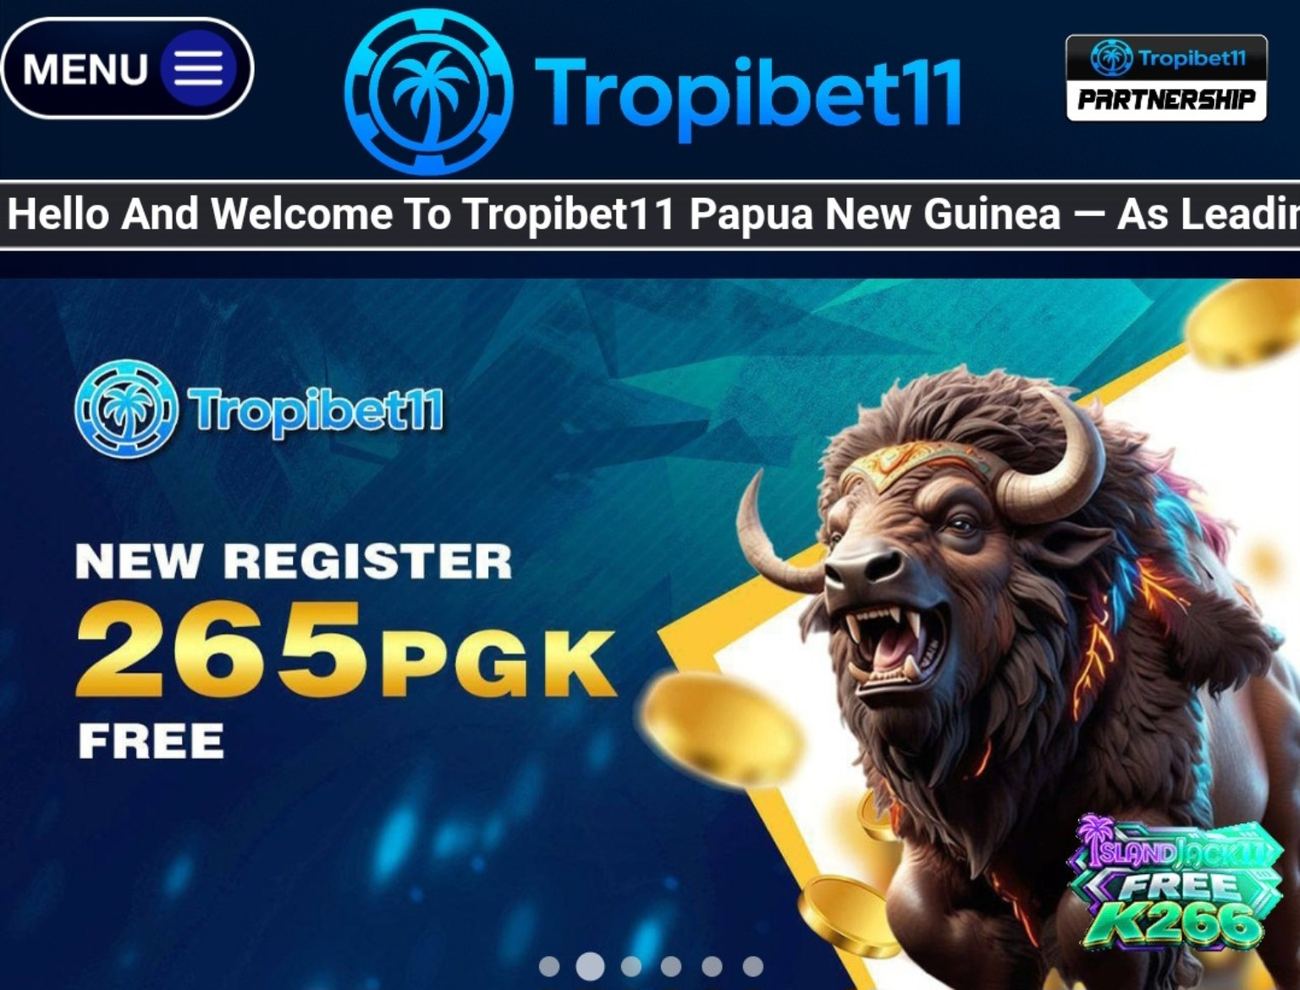 MENU
Tropibet11
Tropibet11
PARTNERSHIP
Hello And Welcome To Tropibet11 Papua New Guinea — As Leadin
Tropibet11
NEW REGISTER
265PGK
FREE
ISLANDJACK11
FREE
K266